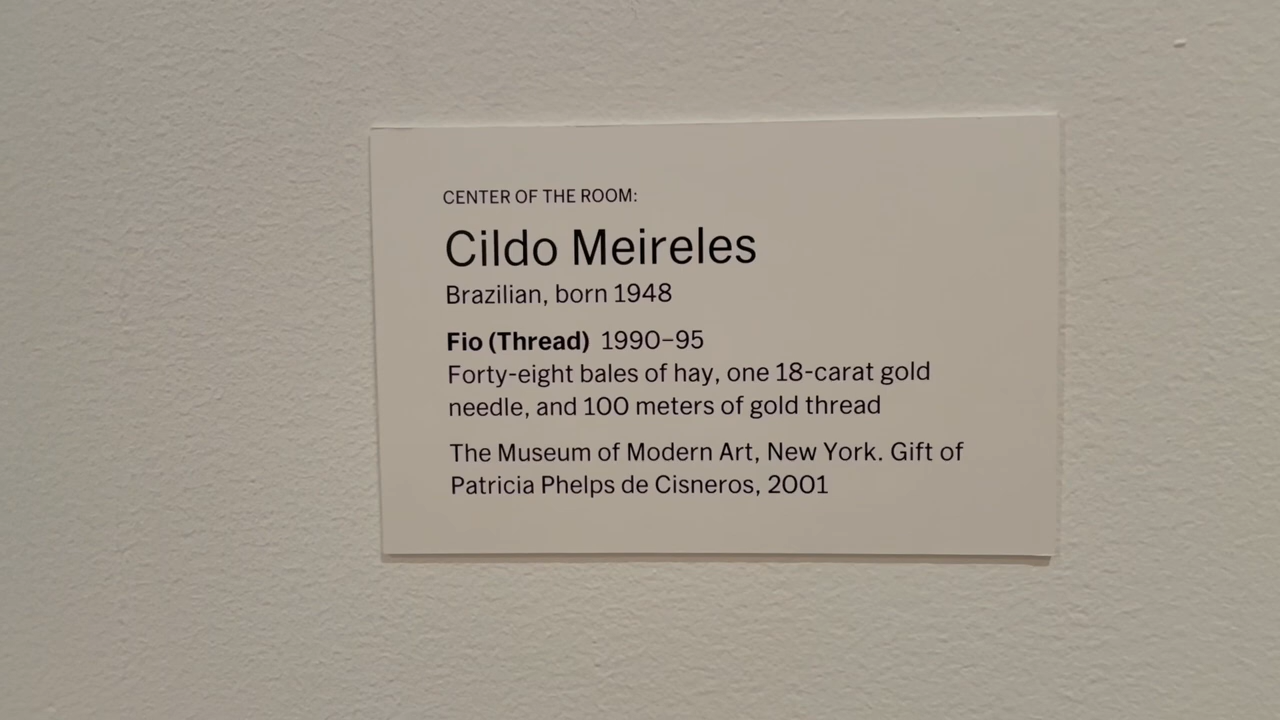 CENTER OF THE ROOM:
Cildo Meireles
Brazilian, born 1948
Fio (Thread) 1990–95
Forty-eight bales of hay, one 18-carat gold
needle, and 100 meters of gold thread
The Museum of Modern Art, New York. Gift of
Patricia Phelps de Cisneros, 2001